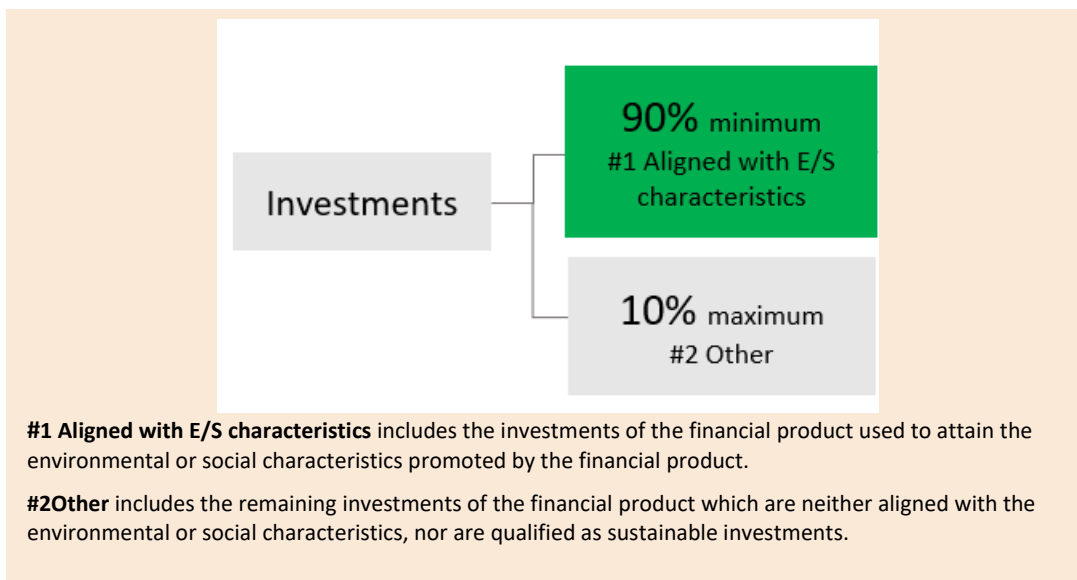 90% minimum
#1 Aligned with E/S
characteristics
Investments
10% maximum
#2 Other
#1 Aligned with E/S characteristics includes the investments of the financial product used to attain the
environmental or social characteristics promoted by the financial product.
#2Other includes the remaining investments of the financial product which are neither aligned with the
environmental or social characteristics, nor are qualified as sustainable investments.